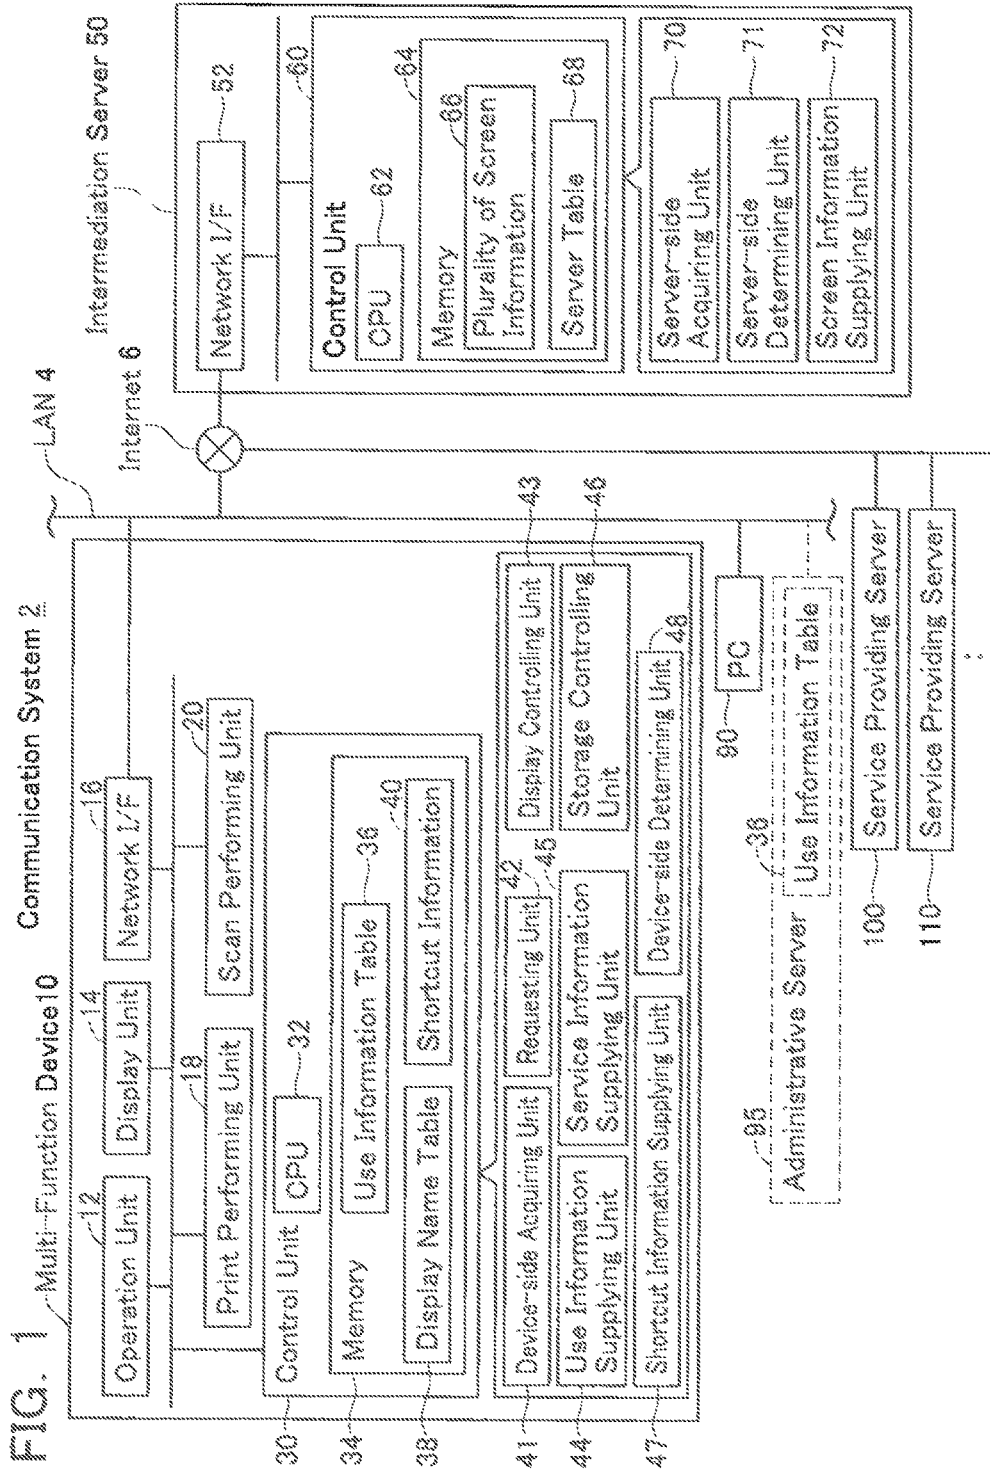 FIG. 1
Communication System 2
Multi-Function Device10
12
Operation Unit
14
Display Unit
16
Network I/F
18
Print Performing Unit
20
Scan Performing Unit
30
Control Unit
32
CPU
34
Memory
36
Use Information Table
38
Display Name Table
40
Shortcut Information
41
Device-side Acquiring Unit
42
Requesting Unit
43
Display Controlling Unit
44
Use Information
Supplying Unit
45
Service Information
Supplying Unit
46
Storage Controlling
Unit
47
Shortcut Information Supplying Unit
48
Device-side Determining Unit
LAN 4
Internet 6
Intermediation Server 50
52
Network I/F
60
Control Unit
62
CPU
64
Memory
66
Plurality of Screen
Information
68
Server Table
70
Server-side
Acquiring Unit
71
Server-side
Determining Unit
72
Screen Information
Supplying Unit
90
PC
95
Administrative Server
36
Use Information Table
100
Service Providing Server
110
Service Providing Server